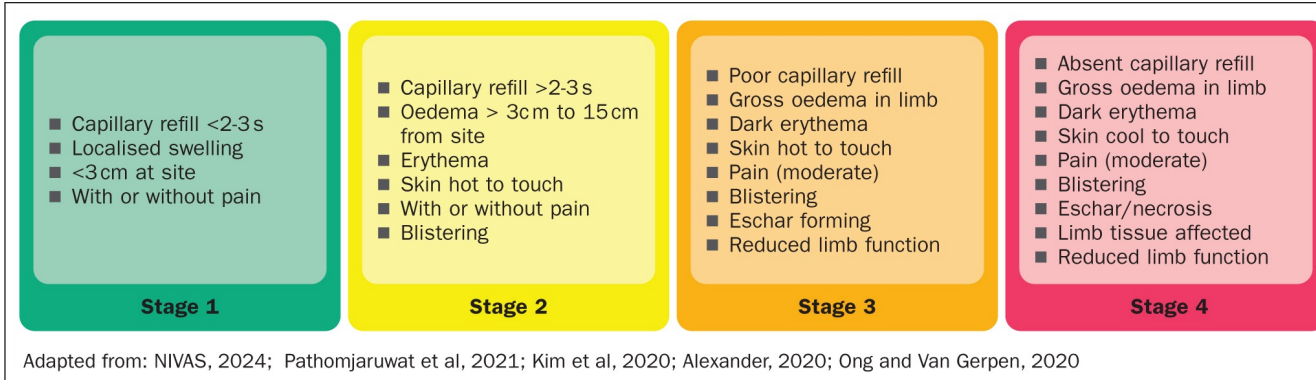 ■ Capillary refill <2-3 s
■ Localised swelling
■ <3 cm at site
■ With or without pain
Stage 1
■ Capillary refill >2-3 s
■ Oedema > 3cm to 15 cm
from site
■ Erythema
■ Skin hot to touch
■ With or without pain
■ Blistering
Stage 2
■ Poor capillary refill
■ Gross oedema in limb
■ Dark erythema
■ Skin hot to touch
■ Pain (moderate)
■ Blistering
■ Eschar forming
■ Reduced limb function
Stage 3
■ Absent capillary refill
■ Gross oedema in limb
■ Dark erythema
■ Skin cool to touch
■ Pain (moderate)
■ Blistering
■ Eschar/necrosis
■ Limb tissue affected
■ Reduced limb function
Stage 4
Adapted from: NIVAS, 2024; Pathomjaruwat et al, 2021; Kim et al, 2020; Alexander, 2020; Ong and Van Gerpen, 2020